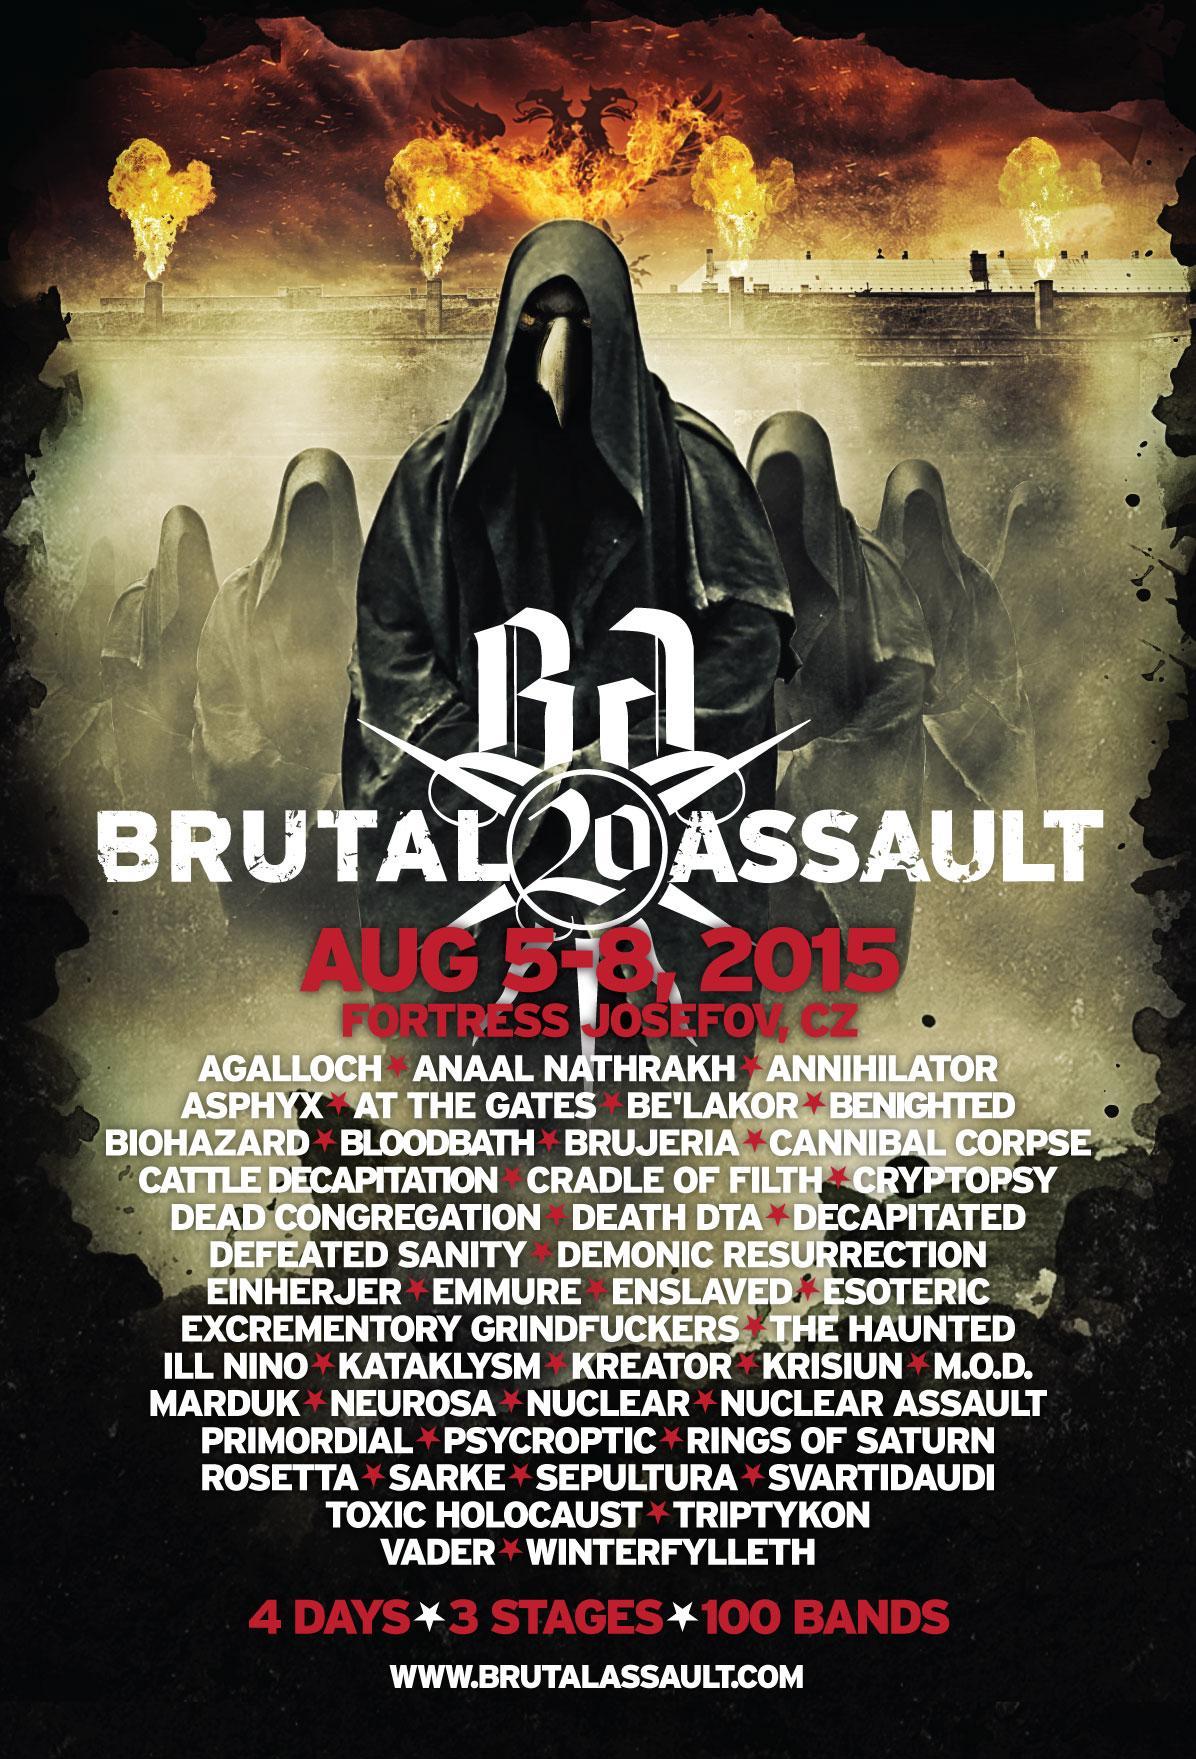 BA
BRUTAL 20 ASSAULT
AUG 5-8, 2015
FORTRESS JOSEFOV, CZ
AGALLOCH★ANAAL NATHRAKH★ANNIHILATOR
ASPHYX★AT THE GATES★BE'LAKOR★BENIGHTED
BIOHAZARD★BLOODBATH★BRUJERIA★CANNIBAL CORPSE
CATTLE DECAPITATION★CRADLE OF FILTH★CRYPTOPSY
DEAD CONGREGATION★DEATH DTA★DECAPITATED
DEFEATED SANITY★DEMONIC RESURRECTION
EINHERJER★EMMURE★ENSLAVED★ESOTERIC
EXCREMENTORY GRINDFUCKERS★THE HAUNTED
ILL NINO★KATAKLYSM★KREATOR★KRISIUN★M.O.D.
MARDUK★NEUROSA★NUCLEAR★NUCLEAR ASSAULT
PRIMORDIAL★PSYCROPTIC★RINGS OF SATURN
ROSETTA★SARKE★SEPULTURA★SVARTIDAUDI
TOXIC HOLOCAUST★TRIPTYKON
VADER★WINTERFYLLETH
4 DAYS★3 STAGES★100 BANDS
WWW.BRUTALASSAULT.COM